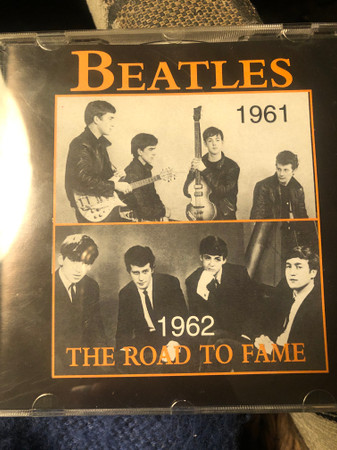 BEATLES
1961
1962
THE ROAD TO FAME